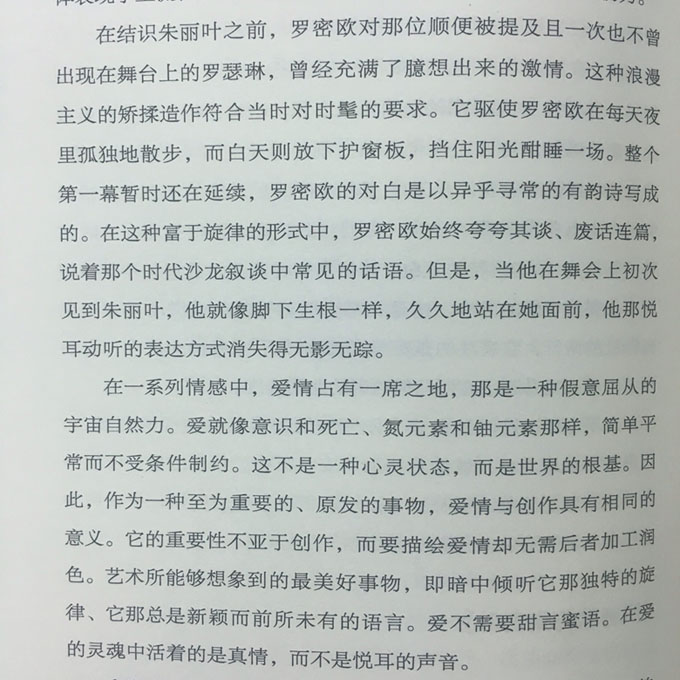 在结识朱丽叶之前，罗密欧对那位顺便被提及且一次也不曾
出现在舞台上的罗瑟琳，曾经充满了臆想出来的激情。这种浪漫
主义的矫揉造作符合当时对时髦的要求。它驱使罗密欧在每天夜
里孤独地散步，而白天则放下护窗板，挡住阳光酣睡一场。整个
第一幕暂时还在延续，罗密欧的对白是以异乎寻常的有韵诗写成
的。在这种富于旋律的形式中，罗密欧始终夸夸其谈、废话连篇，
说着那个时代沙龙叙谈中常见的话语。但是，当他在舞会上初次
见到朱丽叶，他就像脚下生根一样，久久地站在她面前，他那悦
耳动听的表达方式消失得无影无踪。
在一系列情感中，爱情占有一席之地，那是一种假意屈从的
宇宙自然力。爱就像意识和死亡、氮元素和铀元素那样，简单平
常而不受条件制约。这不是一种心灵状态，而是世界的根基。因
此，作为一种至为重要的、原发的事物，爱情与创作具有相同的
意义。它的重要性不亚于创作，而要描绘爱情却无需后者加工润
色。艺术所能够想象到的最美好事物，即暗中倾听它那独特的旋
律、它那总是新颖而前所未有的语言。爱不需要甜言蜜语。在爱
的灵魂中活着的是真情，而不是悦耳的声音。